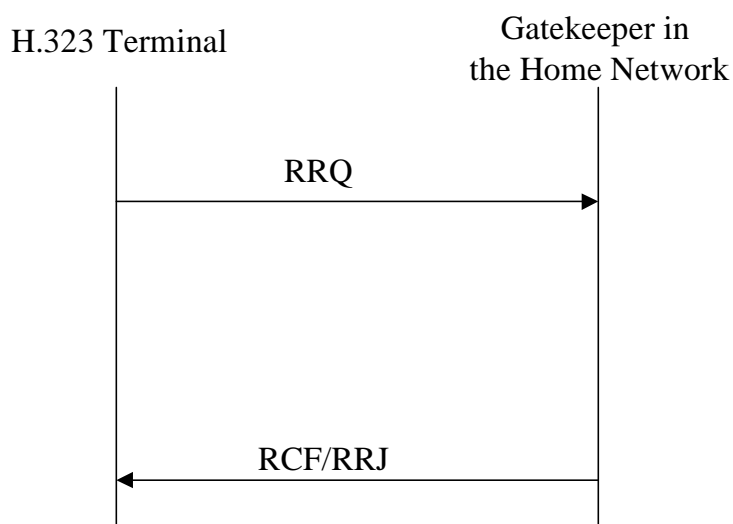 H.323 Terminal
Gatekeeper in
the Home Network
RRQ
RCF/RRJ